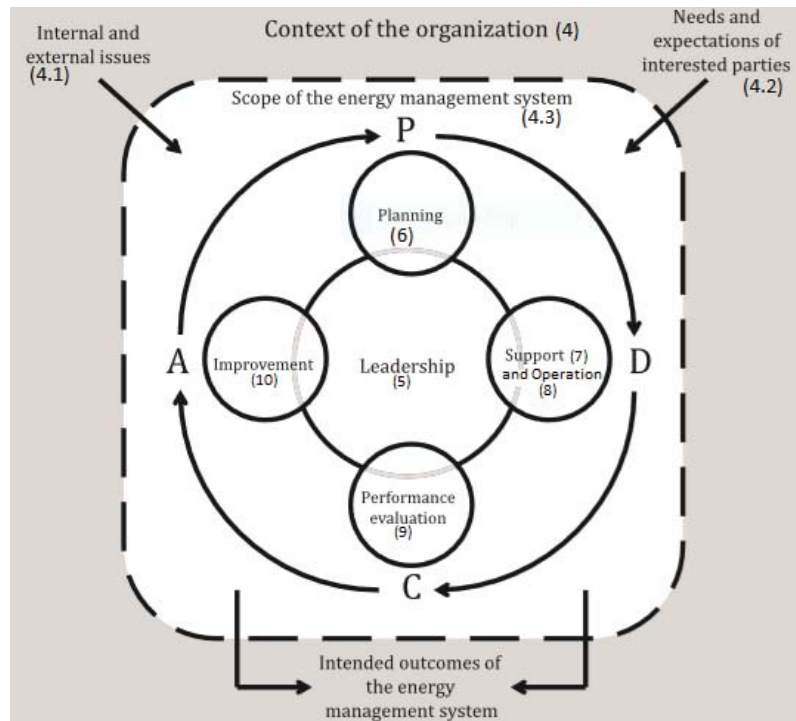 Context of the organization (4)
Internal and
external issues
(4.1)
Needs and
expectations of
interested parties
(4.2)
Scope of the energy management system
(4.3)
P
Planning
(6)
A
Improvement
(10)
Leadership
(5)
Support (7)
and Operation
(8)
D
Performance
evaluation
(9)
C
Intended outcomes of
the energy
management system